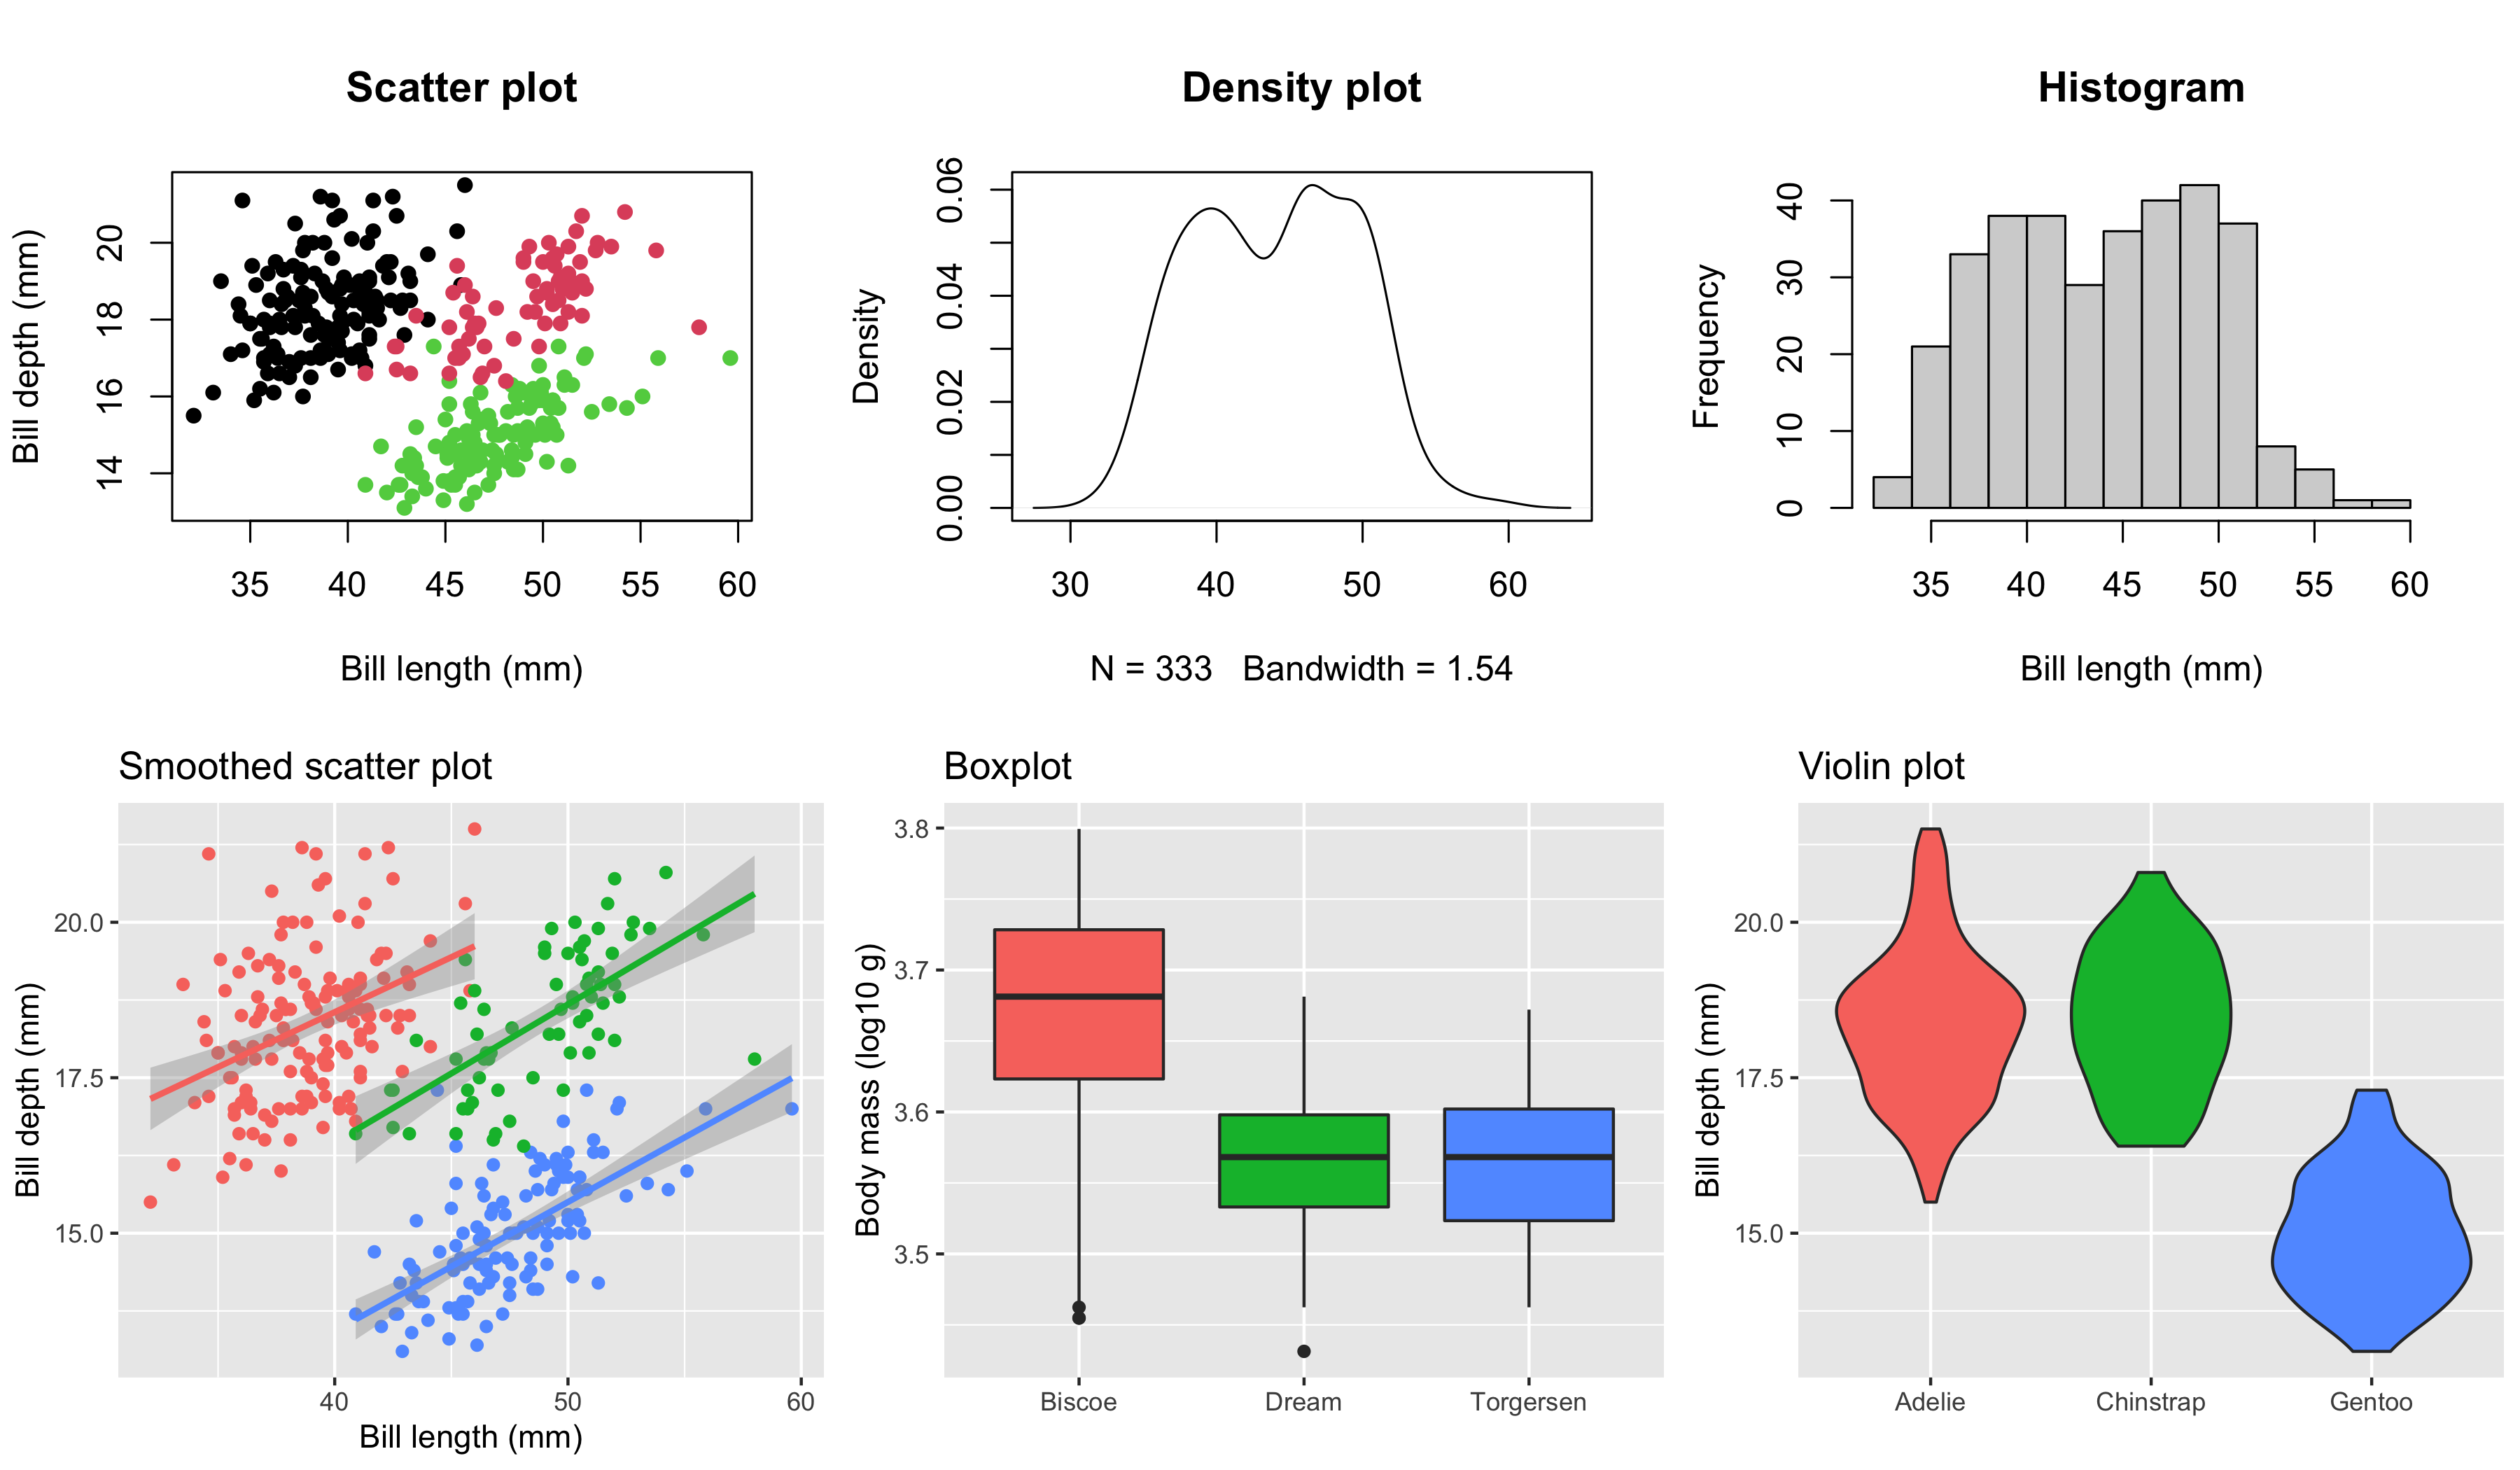 Scatter plot
Bill depth (mm)
14 16 18 20
35 40 45 50 55 60
Bill length (mm)
Density plot
Density
0.00 0.02 0.04 0.06
30 40 50 60
N = 333 Bandwidth = 1.54
Histogram
Frequency
0 10 20 30 40
35 40 45 50 55 60
Bill length (mm)
Smoothed scatter plot
Bill depth (mm)
20.0
17.5
15.0
40 50 60
Bill length (mm)
Boxplot
Body mass (log10 g)
3.8
3.7
3.6
3.5
Biscoe Dream Torgersen
Violin plot
Bill depth (mm)
20.0
17.5
15.0
Adelie Chinstrap Gentoo